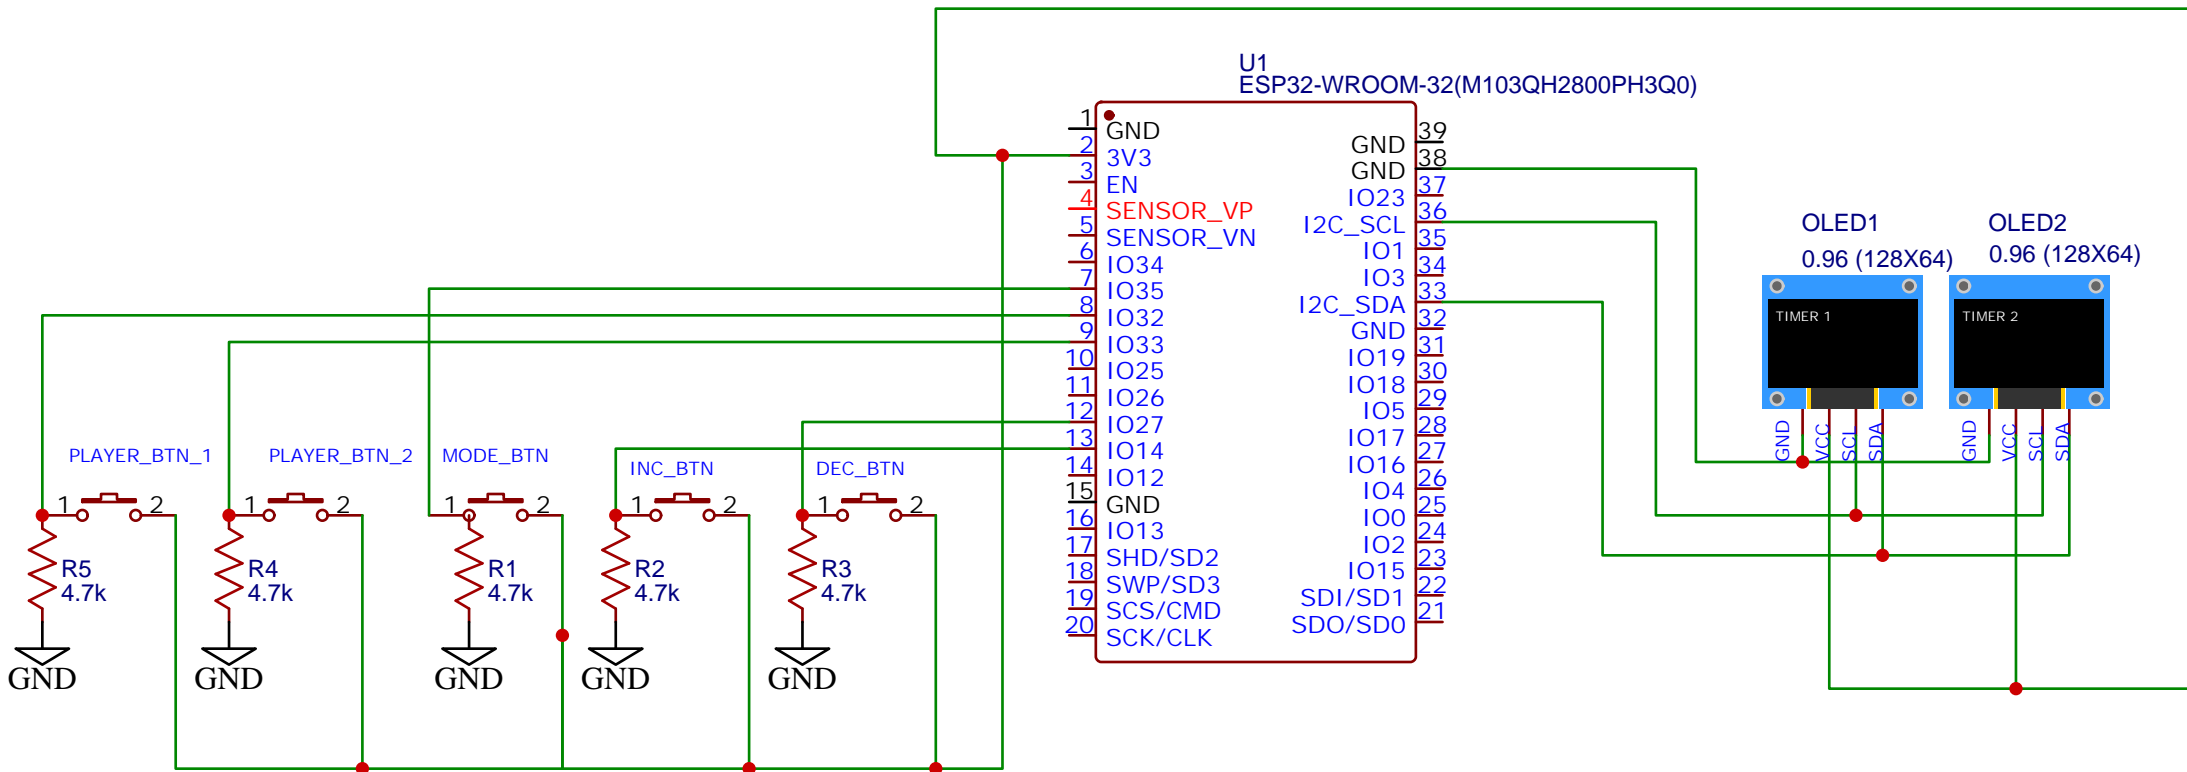 U1
ESP32-WROOM-32(M103QH2800PH3Q0)
1 GND
2 3V3
3 EN
4 SENSOR_VP
5 SENSOR_VN
6 IO34
7 IO35
8 IO32
9 IO33
10 IO25
11 IO26
12 IO27
13 IO14
14 IO12
15 GND
16 IO13
17 SHD/SD2
18 SWP/SD3
19 SCS/CMD
20 SCK/CLK
GND 39
GND 38
IO23 37
I2C_SCL 36
IO1 35
IO3 34
I2C_SDA 33
GND 32
IO19 31
IO18 30
IO5 29
IO17 28
IO16 27
IO4 26
IO0 25
IO2 24
IO15 23
SDI/SD1 22
SDO/SD0 21
OLED1
0.96 (128X64)
TIMER 1
GND
VCC
SCL
SDA
OLED2
0.96 (128X64)
TIMER 2
GND
VCC
SCL
SDA
PLAYER_BTN_1
1 2
R5
4.7k
GND
PLAYER_BTN_2
1 2
R4
4.7k
GND
MODE_BTN
1 2
R1
4.7k
GND
INC_BTN
1 2
R2
4.7k
GND
DEC_BTN
1 2
R3
4.7k
GND